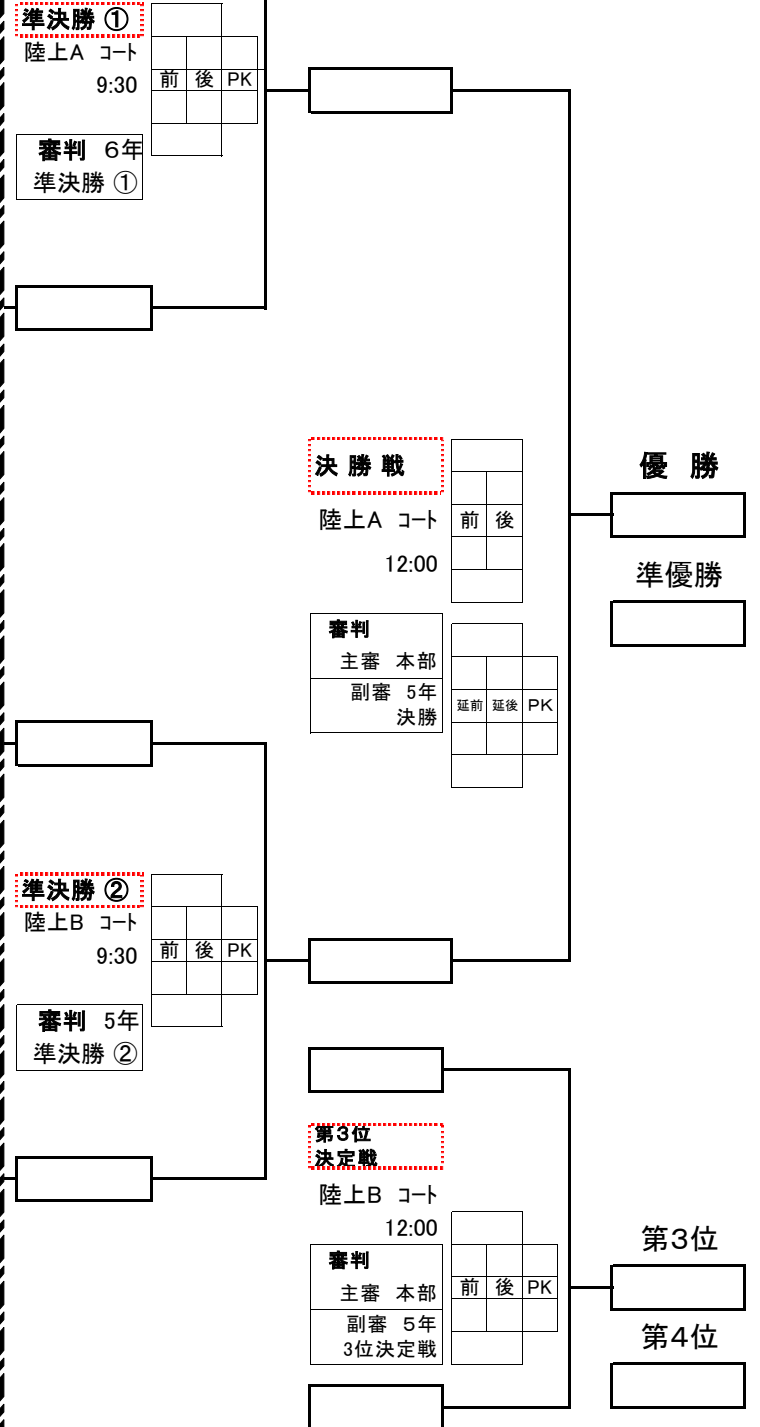 準決勝 ①
陸上A コート
9:30
前 後 PK
審判 6年
準決勝 ①
決 勝 戦
陸上A コート
12:00
前 後
審判
主審 本部
副審 5年
決勝
延前 延後 PK
優 勝
準優勝
準決勝 ②
陸上B コート
9:30
前 後 PK
審判 5年
準決勝 ②
第3位
決定戦
陸上B コート
12:00
審判
主審 本部
副審 5年
3位決定戦
前 後 PK
第3位
第4位